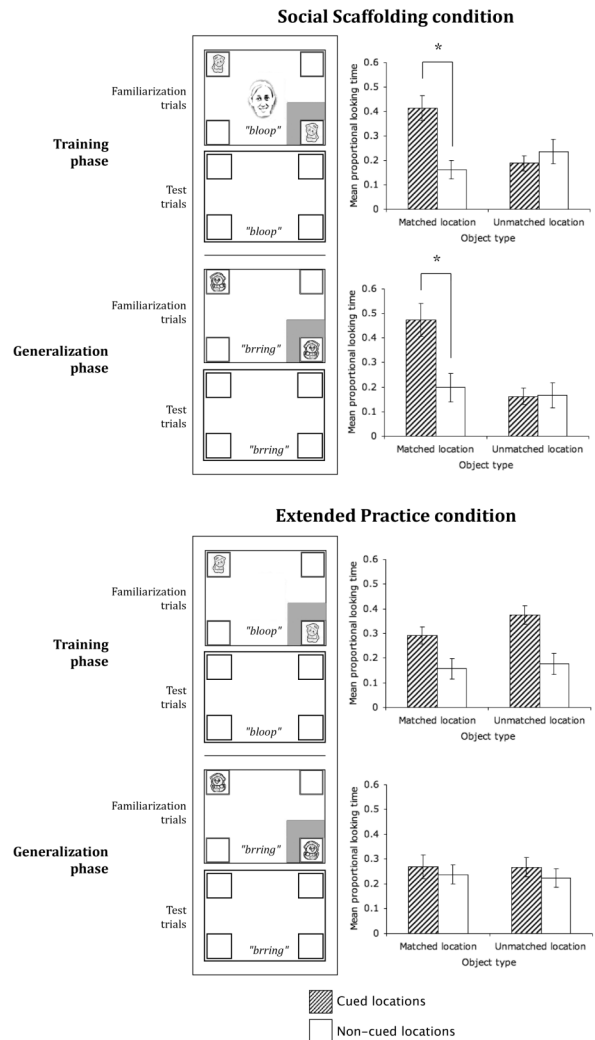 Social Scaffolding condition
Familiarization
trials
Training
phase
"bloop"
Test
trials
"bloop"
Mean proportional looking time
0.6
0.5
0.4
0.3
0.2
0.1
0
*
Matched location
Unmatched location
Object type
Familiarization
trials
Generalization
phase
"brring"
Test
trials
"brring"
Mean proportional looking time
0.6
0.5
0.4
0.3
0.2
0.1
0
*
Matched location
Unmatched location
Object type
Extended Practice condition
Familiarization
trials
Training
phase
"bloop"
Test
trials
"bloop"
Mean proportional looking time
0.6
0.5
0.4
0.3
0.2
0.1
0
Matched location
Unmatched location
Object type
Familiarization
trials
Generalization
phase
"brring"
Test
trials
"brring"
Mean proportional looking time
0.6
0.5
0.4
0.3
0.2
0.1
0
Matched location
Unmatched location
Object type
Cued locations
Non-cued locations